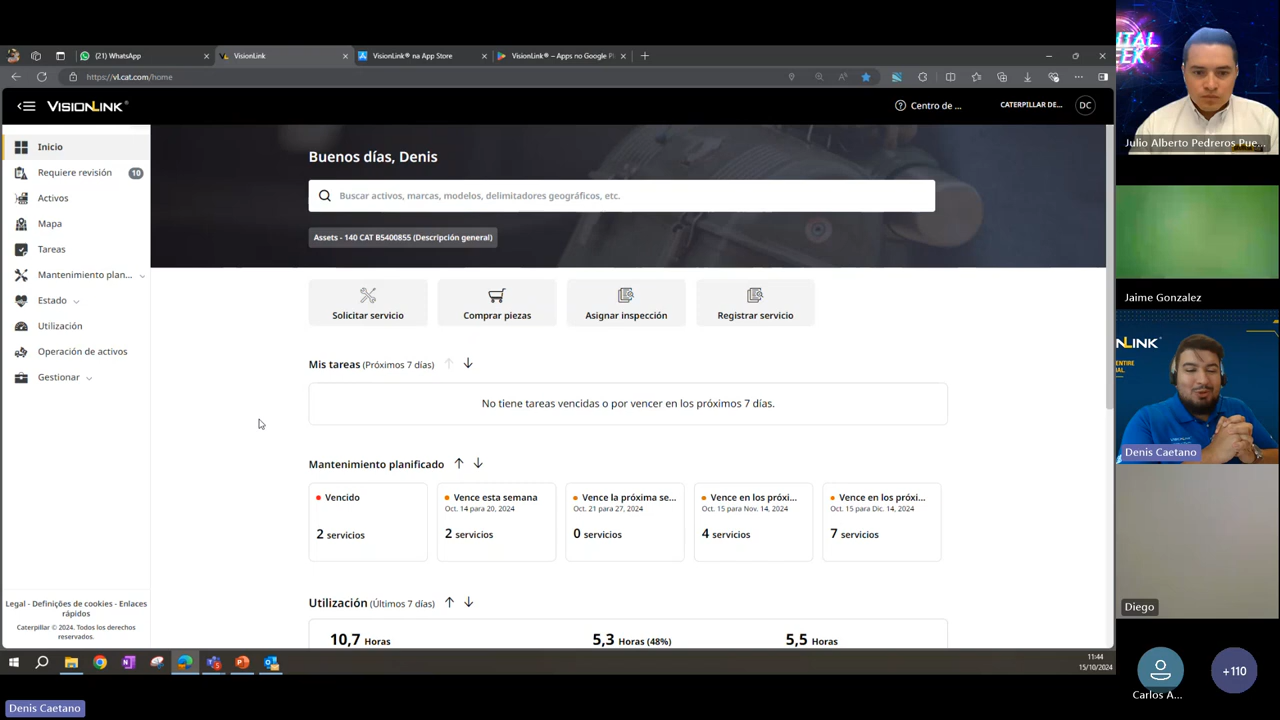 (21) WhatsApp
VisionLink
VisionLink® na App Store
VisionLink® – Apps no Google Pl
https://vl.cat.com/home
VISIONLINK®
Centro de ...
CATERPILLAR DE...
DC
Inicio
Requiere revisión 10
Activos
Mapa
Tareas
Mantenimiento plan...
Estado
Utilización
Operación de activos
Gestionar
Legal - Definições de cookies - Enlaces
rápidos
Caterpillar © 2024. Todos los derechos
reservados.
Buenos días, Denis
Buscar activos, marcas, modelos, delimitadores geográficos, etc.
Assets - 140 CAT B5400855 (Descripción general)
Solicitar servicio
Comprar piezas
Asignar inspección
Registrar servicio
Mis tareas (Próximos 7 días)
No tiene tareas vencidas o por vencer en los próximos 7 días.
Mantenimiento planificado
Vencido
2 servicios
Vence esta semana
Oct. 14 para 20, 2024
2 servicios
Vence la próxima se...
Oct. 21 para 27, 2024
0 servicios
Vence en los próxi...
Oct. 15 para Nov. 14, 2024
4 servicios
Vence en los próxi...
Oct. 15 para Dic. 14, 2024
7 servicios
Utilización (Últimos 7 días)
10,7 Horas
5,3 Horas (48%)
5,5 Horas
11:44
15/10/2024
Denis Caetano
Julio Alberto Pedreros Pue...
Jaime Gonzalez
Denis Caetano
Diego
Carlos A...
+110